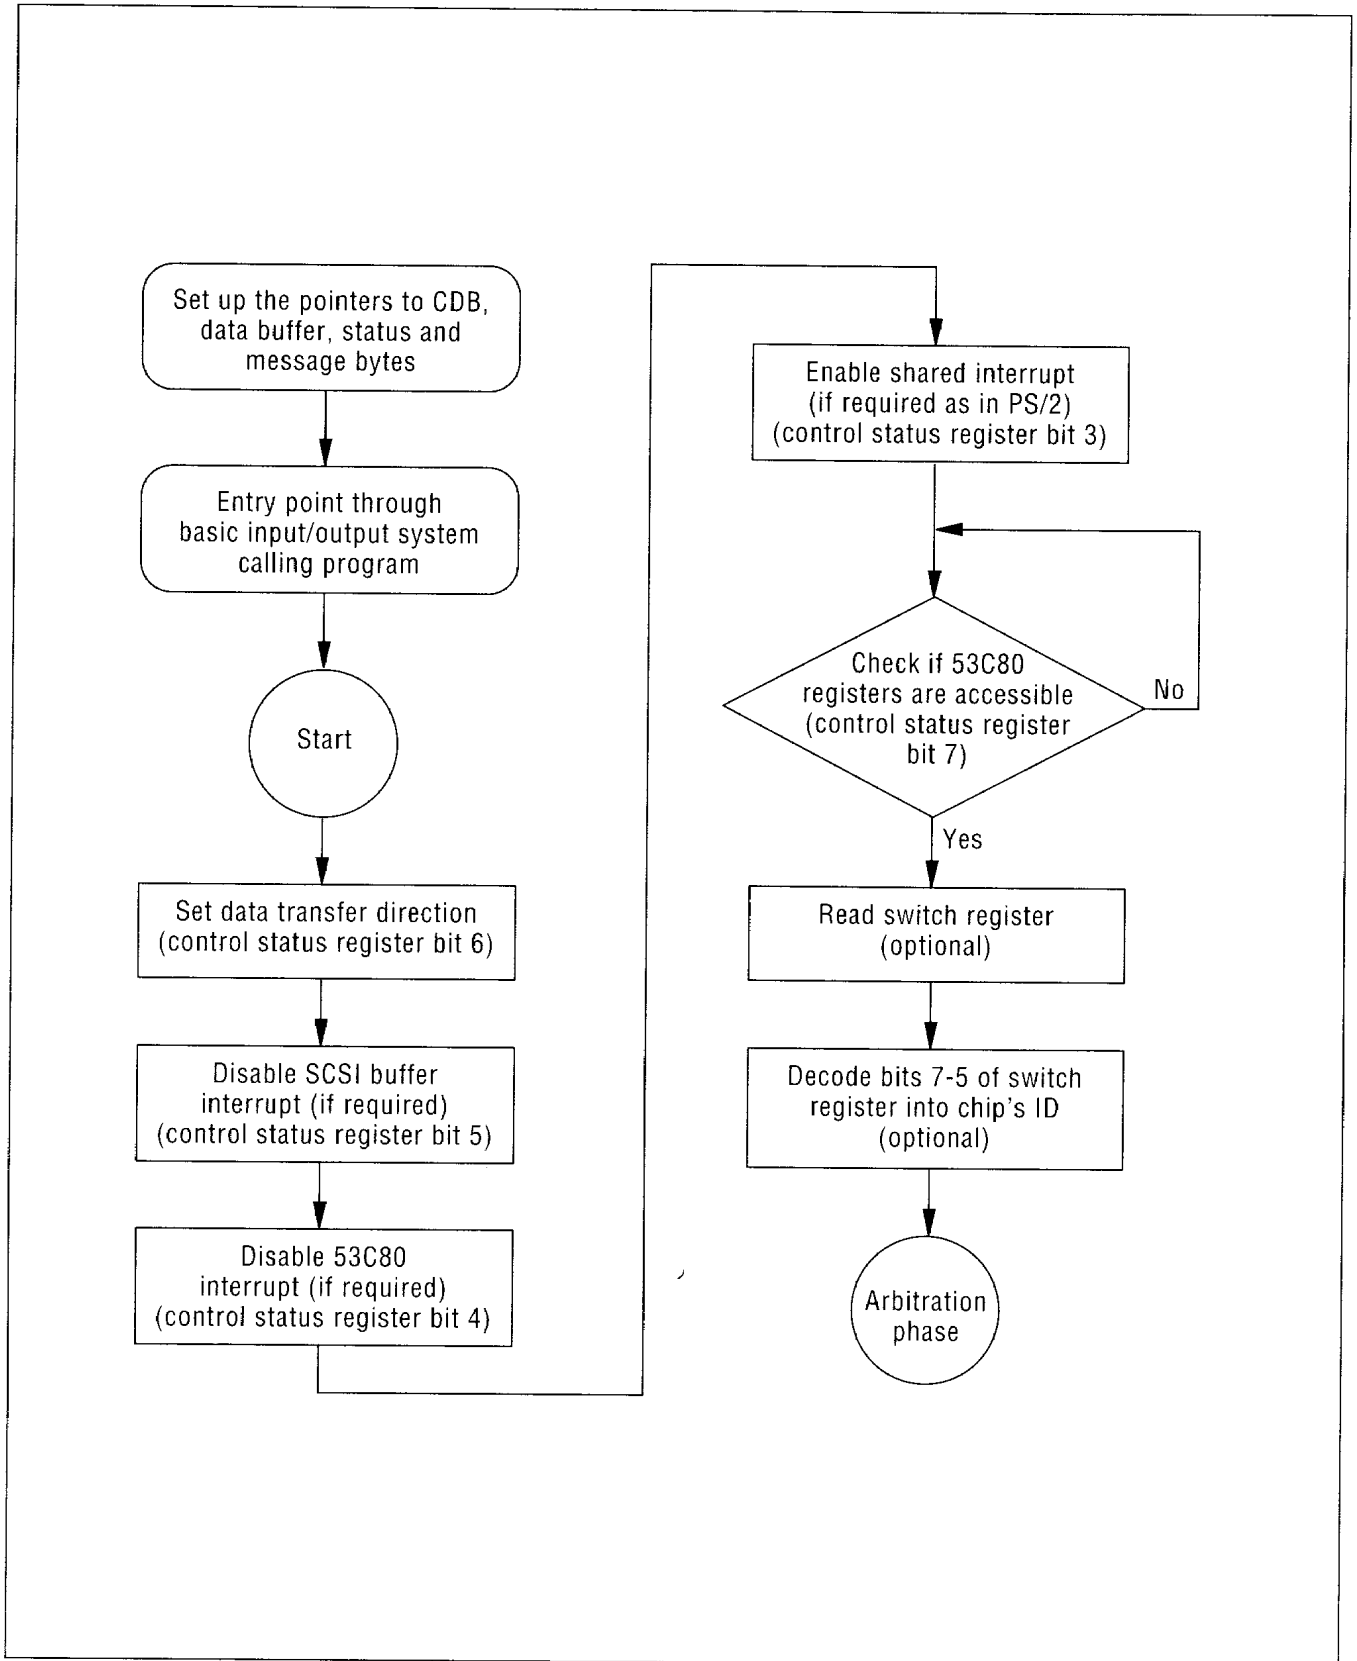 Set up the pointers to CDB,
data buffer, status and
message bytes
Entry point through
basic input/output system
calling program
Start
Set data transfer direction
(control status register bit 6)
Disable SCSI buffer
interrupt (if required)
(control status register bit 5)
Disable 53C80
interrupt (if required)
(control status register bit 4)
Enable shared interrupt
(if required as in PS/2)
(control status register bit 3)
Check if 53C80
registers are accessible
(control status register
bit 7)
No
Yes
Read switch register
(optional)
Decode bits 7-5 of switch
register into chip's ID
(optional)
Arbitration
phase